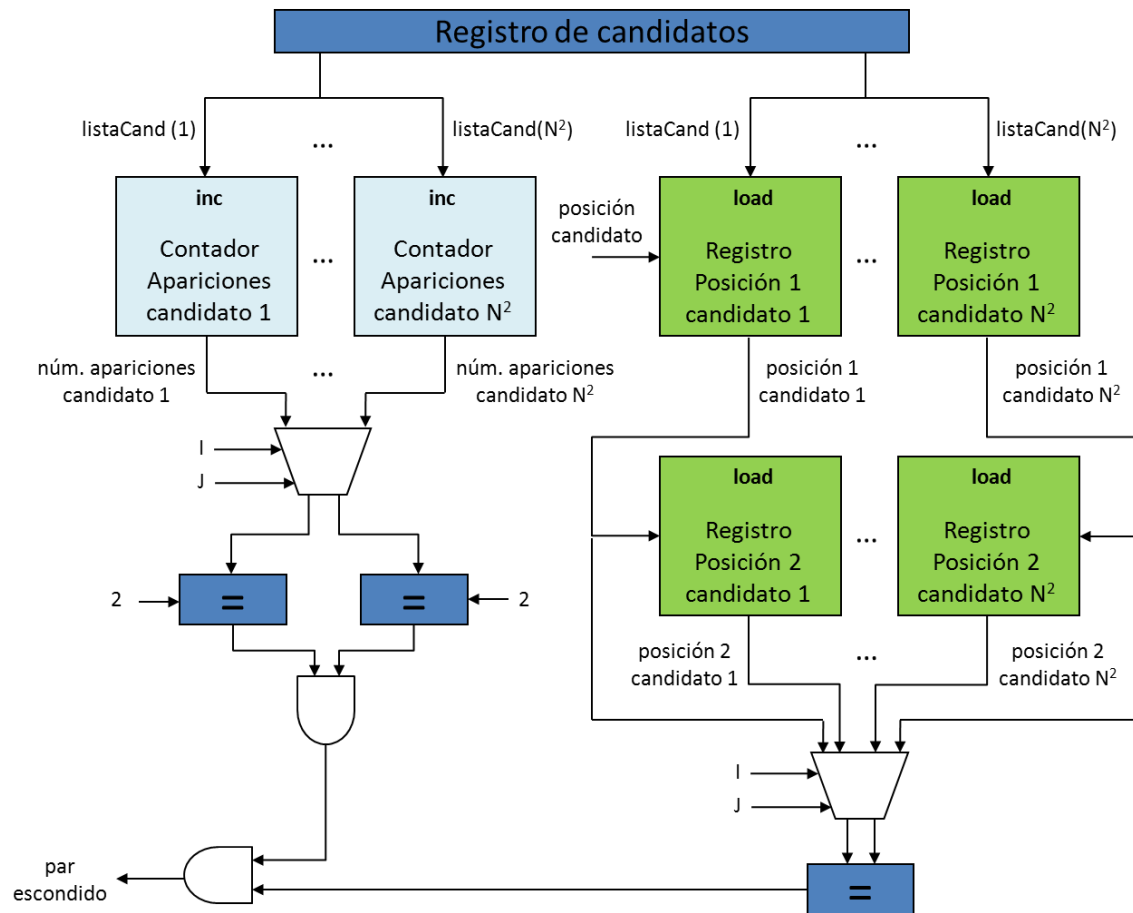 Registro de candidatos
listaCand (1)
...
listaCand(N²)
listaCand (1)
...
listaCand(N²)
inc
Contador
Apariciones
candidato 1
...
inc
Contador
Apariciones
candidato N²
posición
candidato
load
Registro
Posición 1
candidato 1
...
load
Registro
Posición 1
candidato N²
núm. apariciones
candidato 1
...
núm. apariciones
candidato N²
posición 1
candidato
1
posición 1
candidato N²
I
J
load
Registro
Posición 2
candidato 1
...
load
Registro
Posición 2
candidato N²
2
=
=
2
posición 2
candidato 1
...
posición 2
candidato N²
I
J
par
escondido
=